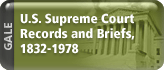 GALE
U.S. Supreme Court
Records and Briefs,
1832-1978